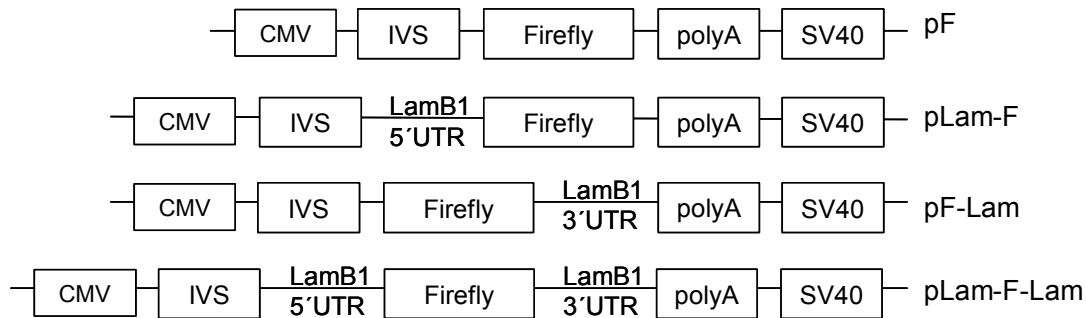 CMV IVS Firefly polyA SV40 pF
CMV IVS LamB1 5´UTR Firefly polyA SV40 pLam-F
CMV IVS Firefly LamB1 3´UTR polyA SV40 pF-Lam
CMV IVS LamB1 5´UTR Firefly LamB1 3´UTR polyA SV40 pLam-F-Lam